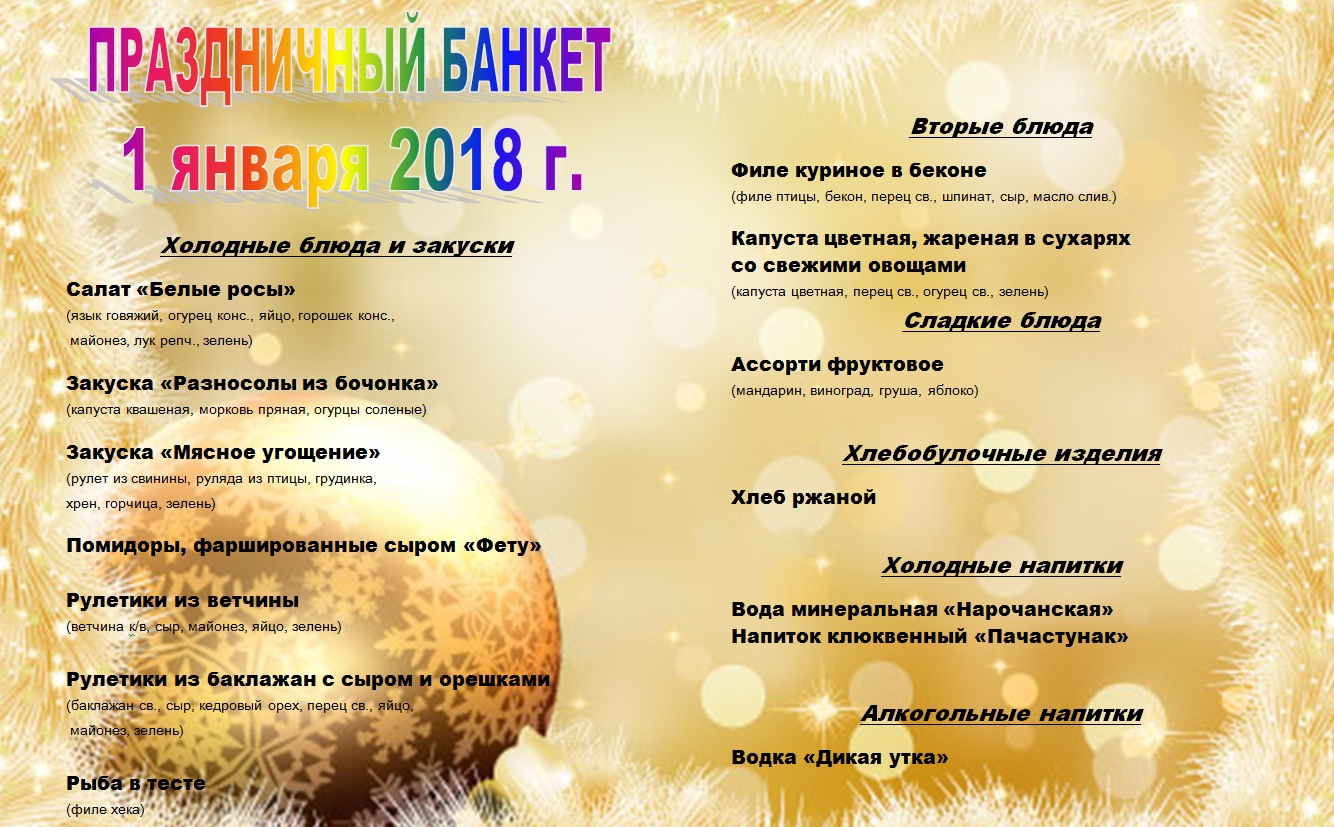 ПРАЗДНИЧНЫЙ БАНКЕТ
1 января 2018 г.
Холодные блюда и закуски
Салат «Белые росы»
(язык говяжий, огурец конс., яйцо, горошек конс.,
майонез, лук репч., зелень)
Закуска «Разносолы из бочонка»
(капуста квашеная, морковь пряная, огурцы соленые)
Закуска «Мясное угощение»
(рулет из свинины, руляда из птицы, грудинка,
хрен, горчица, зелень)
Помидоры, фаршированные сыром «Фету»
Рулетики из ветчины
(ветчина к/в, сыр, майонез, яйцо, зелень)
Рулетики из баклажан с сыром и орешками
(баклажан св., сыр, кедровый орех, перец св., яйцо,
майонез, зелень)
Рыба в тесте
(филе хека)
Вторые блюда
Филе куриное в беконе
(филе птицы, бекон, перец св., шпинат, сыр, масло слив.)
Капуста цветная, жареная в сухарях
со свежими овощами
(капуста цветная, перец св., огурец св., зелень)
Сладкие блюда
Ассорти фруктовое
(мандарин, виноград, груша, яблоко)
Хлебобулочные изделия
Хлеб ржаной
Холодные напитки
Вода минеральная «Нарочанская»
Напиток клюквенный «Пачастунак»
Алкогольные напитки
Водка «Дикая утка»